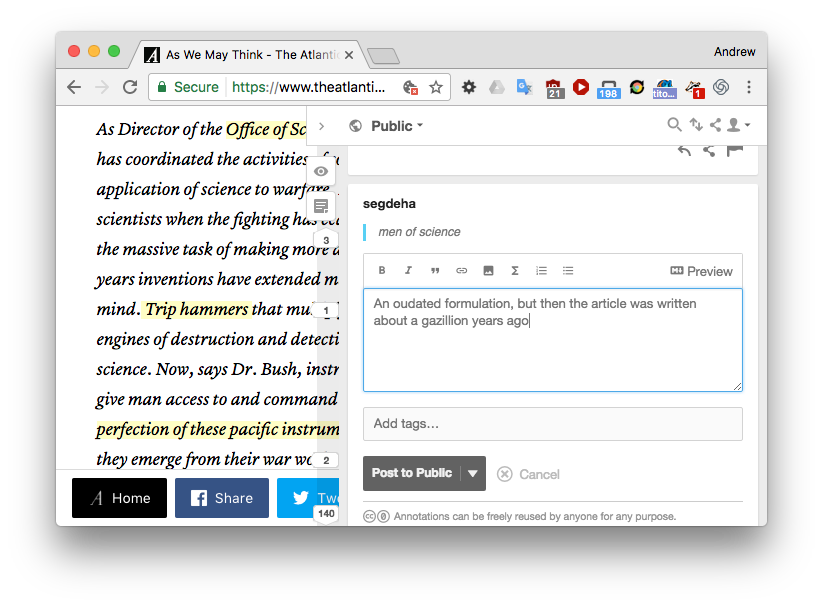 As We May Think - The Atlantic
Andrew
Secure
https://www.theatlanti...
21
198
tito...
1
As Director of the Office of Sc
has coordinated the activities
application of science to warfare.
scientists when the fighting has
the massive task of making more
years inventions have extended m
mind. Trip hammers that mul
engines of destruction and detecti
science. Now, says Dr. Bush, instr
give man access to and command
perfection of these pacific instrum
they emerge from their war wo
Home
Share
Twe
3
1
2
140
Public
segdeha
men of science
B I
Preview
An oudated formulation, but then the article was written
about a gazillion years ago
Add tags...
Post to Public
Cancel
Annotations can be freely reused by anyone for any purpose.